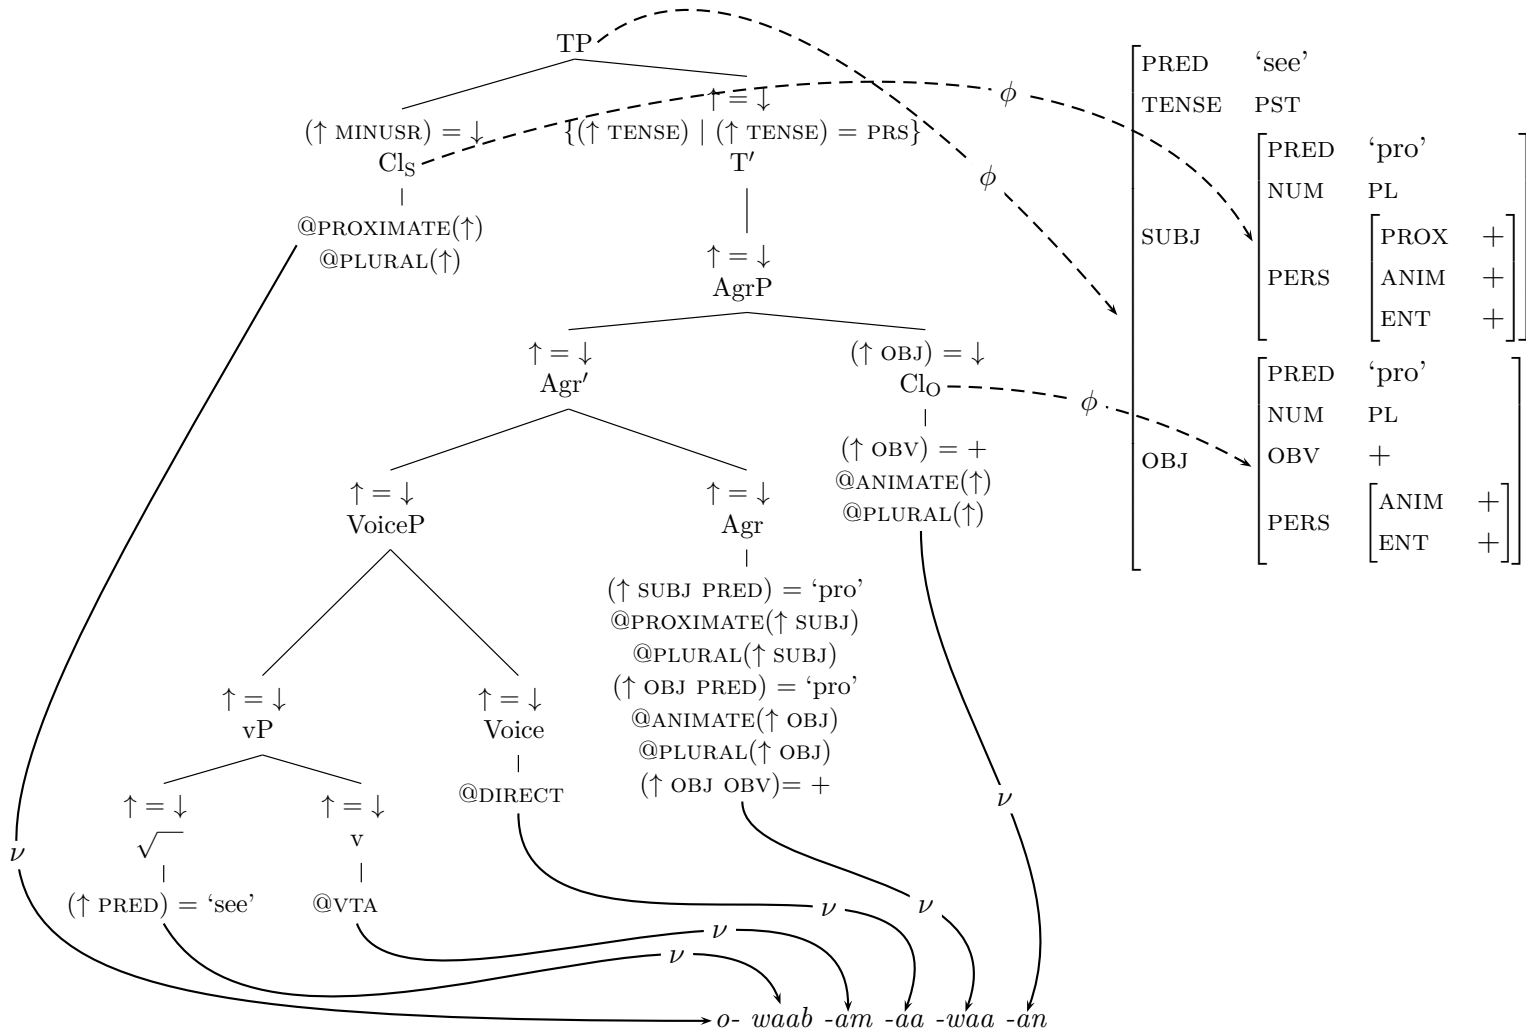 TP
↑ = ↓
(↑ MINUSR) = ↓ {(↑ TENSE) | (↑ TENSE) = PRS}
Cl_S T′
@PROXIMATE(↑)
@PLURAL(↑)
↑ = ↓
AgrP
↑ = ↓ (↑ OBJ) = ↓
Agr′ Cl_O
(↑ OBV) = +
@ANIMATE(↑)
@PLURAL(↑)
↑ = ↓ ↑ = ↓
VoiceP Agr
(↑ SUBJ PRED) = ‘pro’
@PROXIMATE(↑ SUBJ)
@PLURAL(↑ SUBJ)
(↑ OBJ PRED) = ‘pro’
@ANIMATE(↑ OBJ)
@PLURAL(↑ OBJ)
(↑ OBJ OBV)= +
↑ = ↓ ↑ = ↓
vP Voice
@DIRECT
↑ = ↓ ↑ = ↓
√ v
(↑ PRED) = ‘see’ @VTA
ν
ν
ν
ν
ν
ν
o- waab -am -aa -waa -an
ϕ
ϕ
ϕ
PRED ‘see’
TENSE PST
SUBJ
PRED ‘pro’
NUM PL
PERS
PROX +
ANIM +
ENT +
OBJ
PRED ‘pro’
NUM PL
OBV +
PERS
ANIM +
ENT +